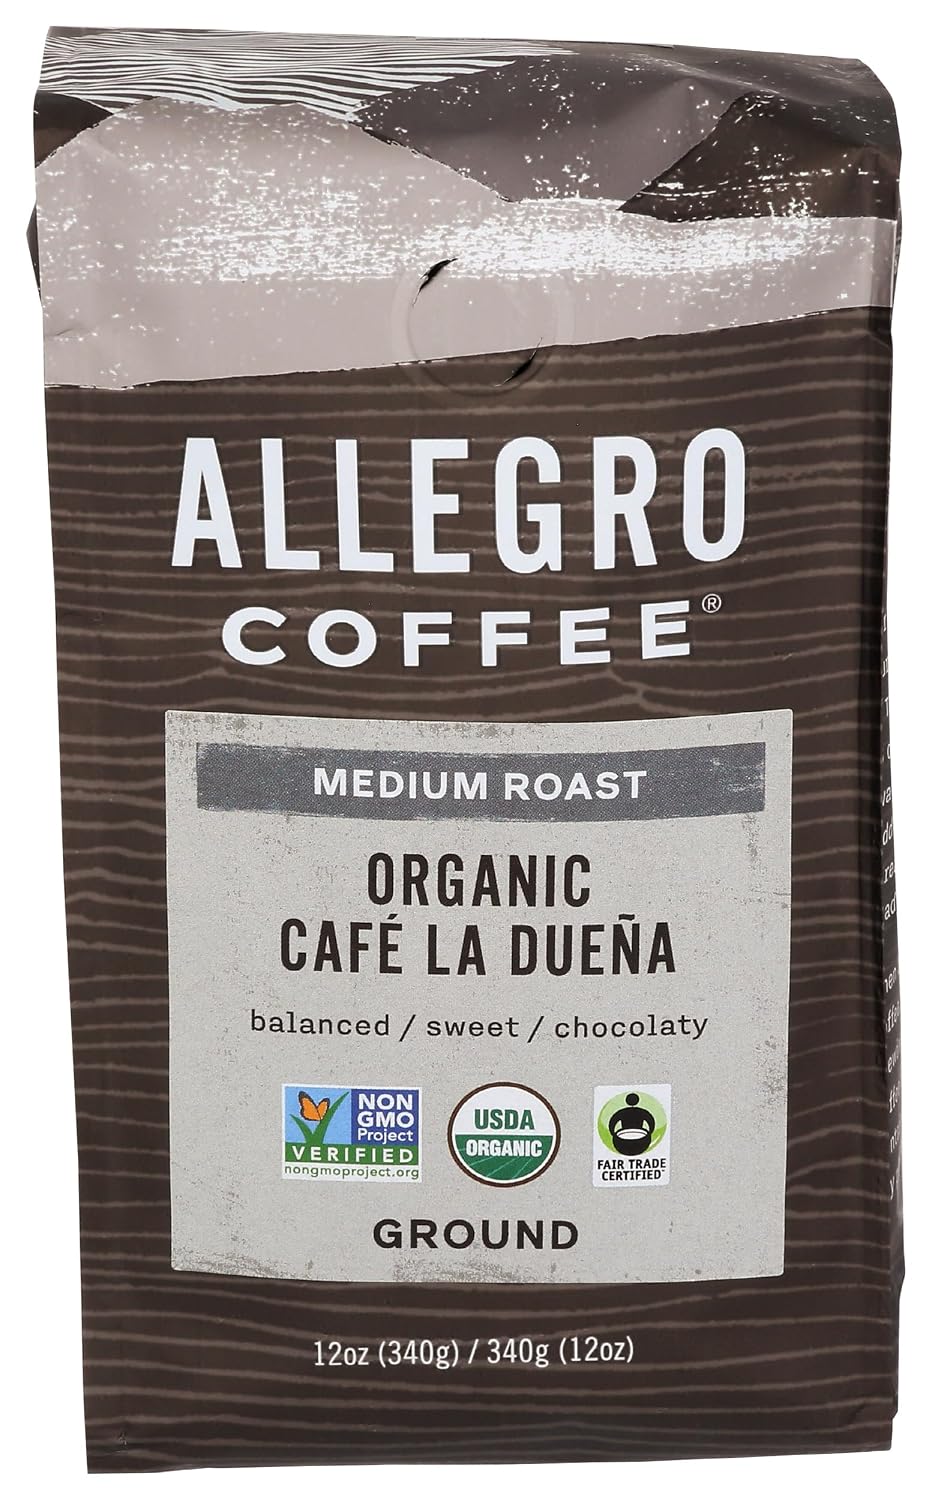 ALLEGRO
COFFEE®
MEDIUM ROAST
ORGANIC
CAFÉ LA DUEÑA
balanced / sweet / chocolaty
NON
GMO
Project
VERIFIED
nongmoproject.org
USDA
ORGANIC
FAIR TRADE
CERTIFIED
GROUND
12oz (340g) / 340g (12oz)